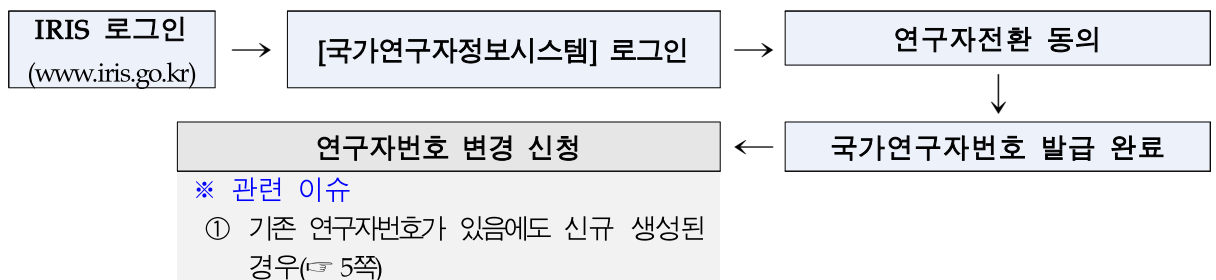 IRIS 로그인
(www.iris.go.kr)
→
[국가연구자정보시스템] 로그인
→
연구자전환 동의
↓
국가연구자번호 발급 완료
←
연구자번호 변경 신청
※ 관련 이슈
① 기존 연구자번호가 있음에도 신규 생성된
경우(☞ 5쪽)